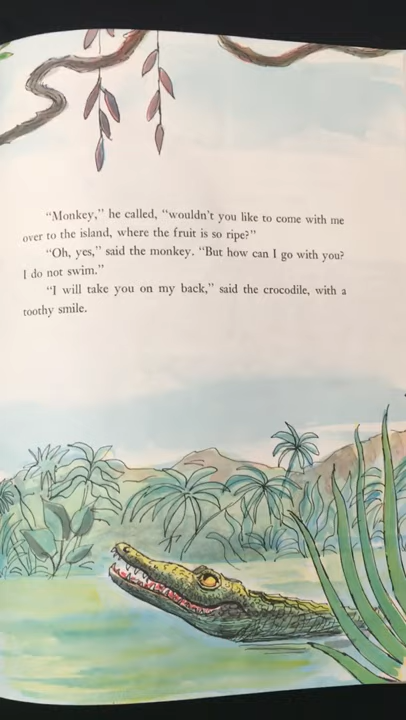 "Monkey," he called, "wouldn't you like to come with me
over to the island, where the fruit is so ripe?"
"Oh, yes," said the monkey. "But how can I go with you?
I do not swim."
"I will take you on my back," said the crocodile, with a
toothy smile.